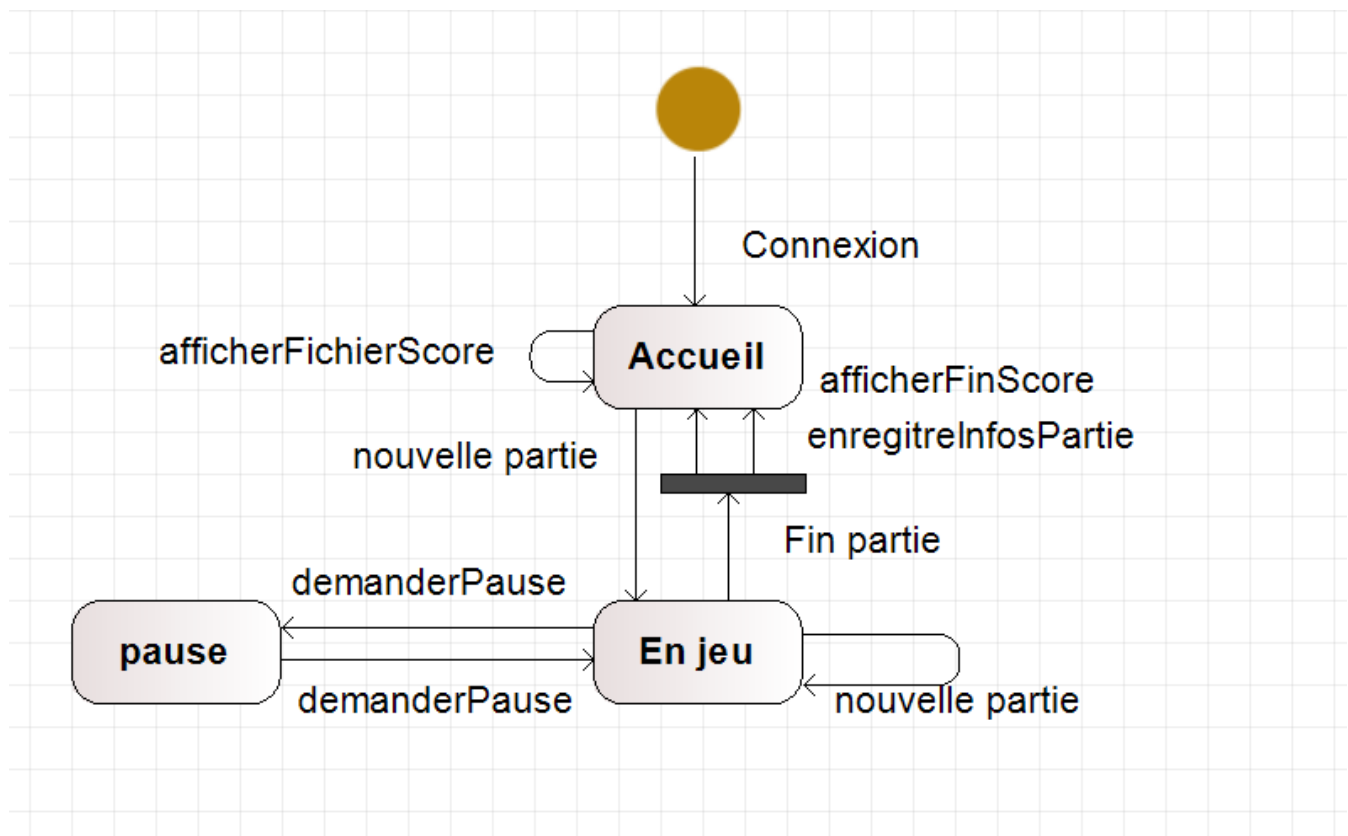 Connexion
afficherFichierScore
Accueil
afficherFinScore
enregitreInfosPartie
nouvelle partie
Fin partie
demanderPause
pause
En jeu
demanderPause
nouvelle partie